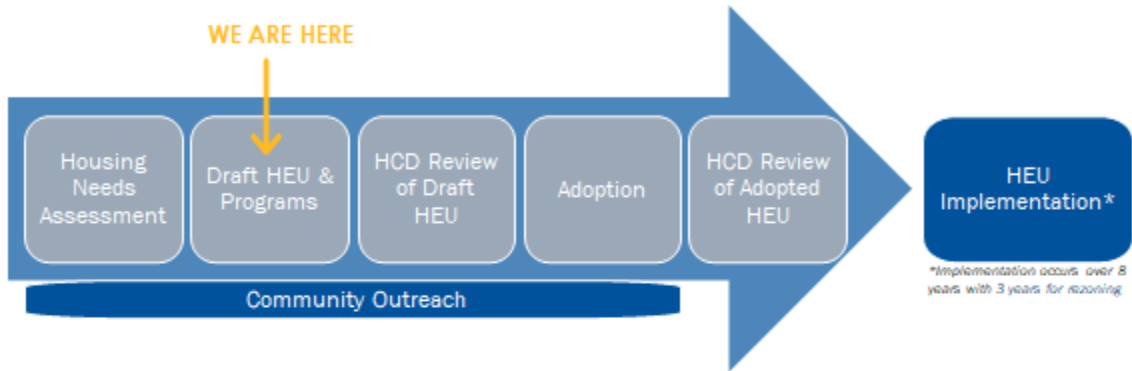 WE ARE HERE
Housing
Needs
Assessment
Draft HEU &
Programs
HCD Review
of Draft
HEU
Adoption
HCD Review
of Adopted
HEU
HEU
Implementation*
*Implementation occurs over 8
years with 3 years for rezoning
Community Outreach